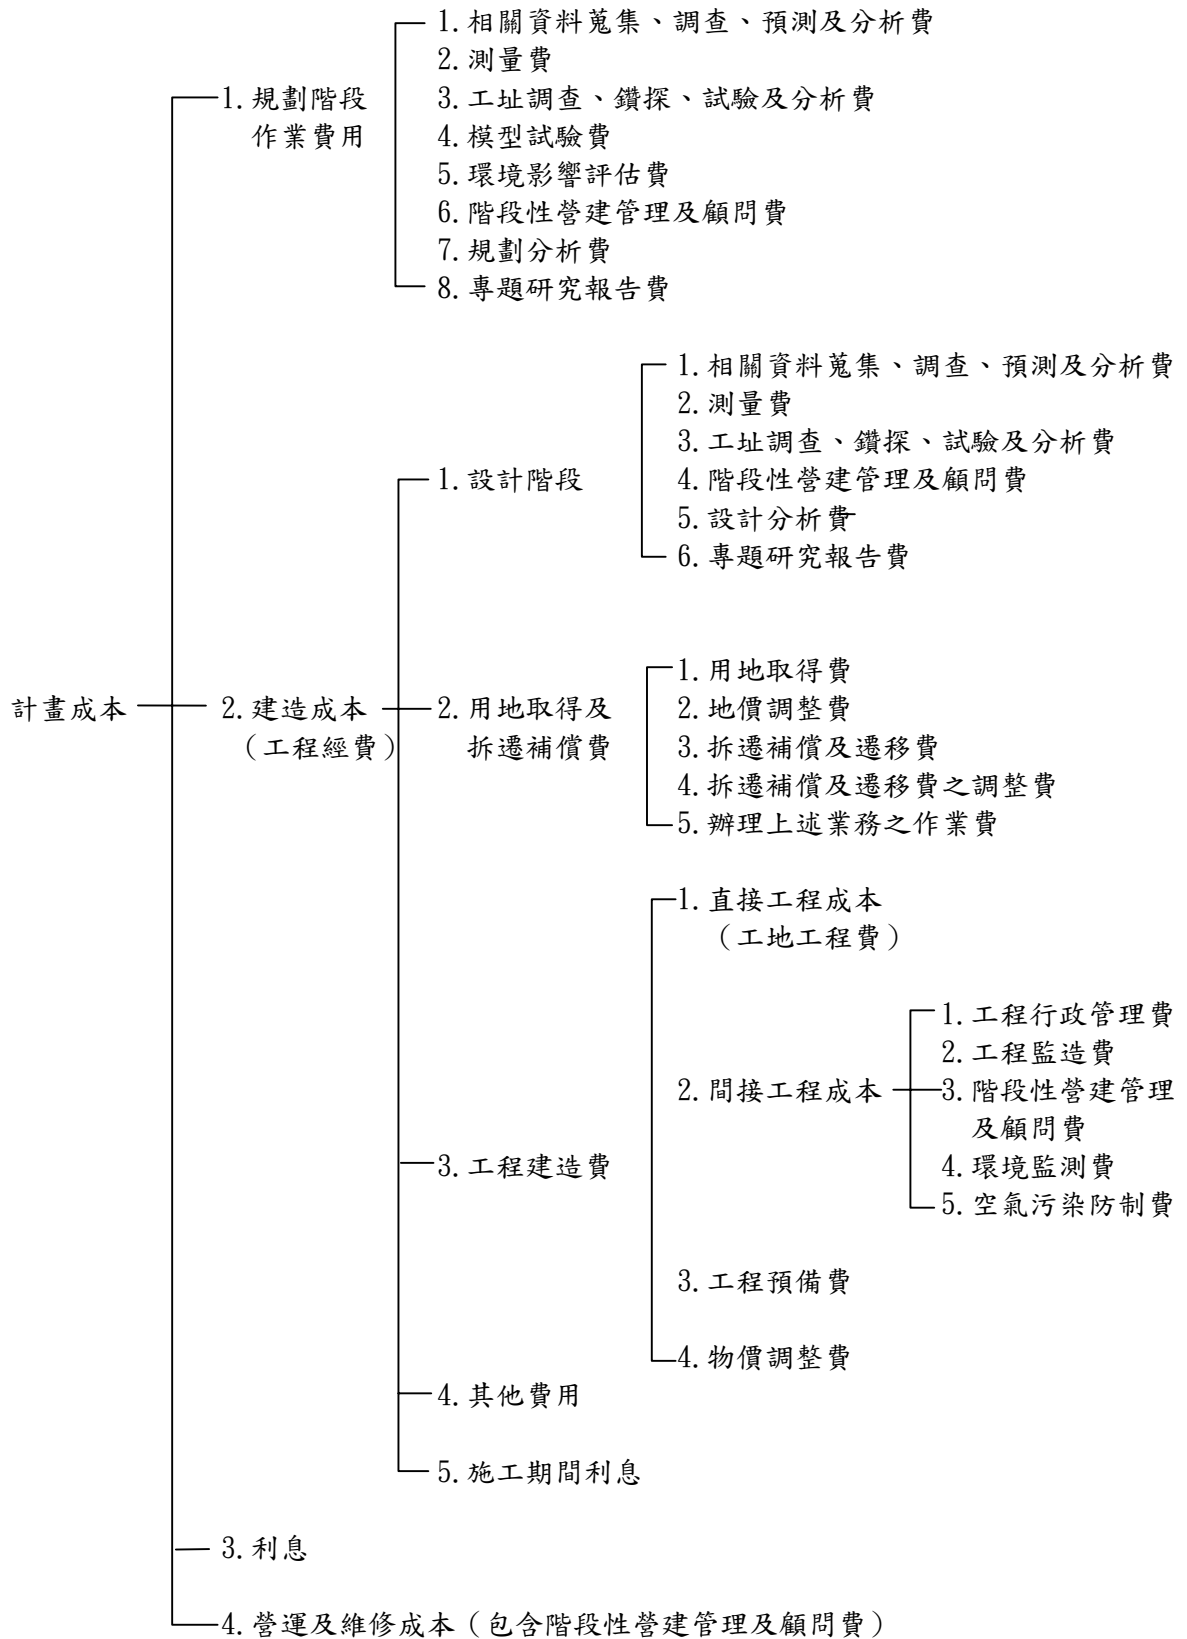 1.相關資料蒐集、調查、預測及分析費
2.測量費
1.規劃階段
作業費用
3.工址調查、鑽探、試驗及分析費
4.模型試驗費
5.環境影響評估費
6.階段性營建管理及顧問費
7.規劃分析費
8.專題研究報告費
1.設計階段
1.相關資料蒐集、調查、預測及分析費
2.測量費
3.工址調查、鑽探、試驗及分析費
4.階段性營建管理及顧問費
5.設計分析費
6.專題研究報告費
計畫成本
2.建造成本
（工程經費）
2.用地取得及
拆遷補償費
1.用地取得費
2.地價調整費
3.拆遷補償及遷移費
4.拆遷補償及遷移費之調整費
5.辦理上述業務之作業費
3.工程建造費
1.直接工程成本
（工地工程費）
2.間接工程成本
1.工程行政管理費
2.工程監造費
3.階段性營建管理
及顧問費
4.環境監測費
5.空氣污染防制費
3.工程預備費
4.物價調整費
4.其他費用
5.施工期間利息
3.利息
4.營運及維修成本（包含階段性營建管理及顧問費）